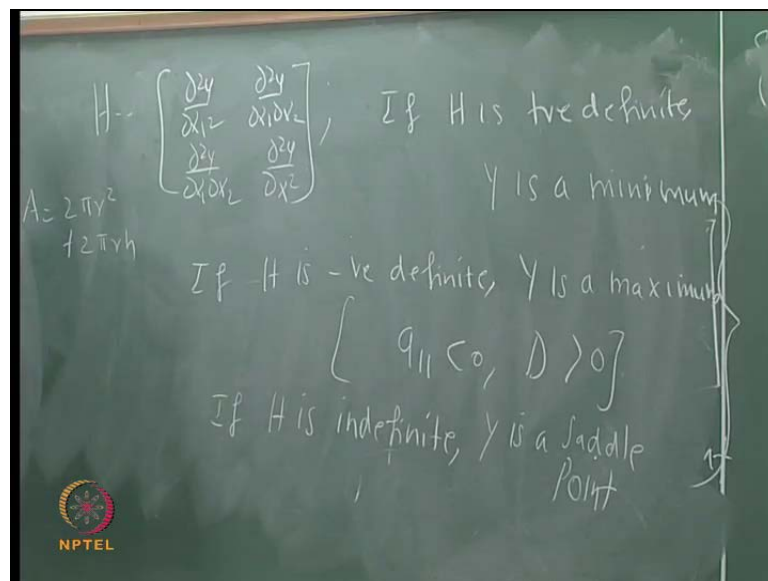 H = [ ∂²y/∂x₁² ∂²y/∂x₁∂x₂
∂²y/∂x₁∂x₂ ∂²y/∂x² ] ; If H is +ve definite,
Y is a minimum
A = 2πr²
+2πrh
If H is -ve definite, Y is a maximum
[ a₁₁ < 0, D > 0 ]
If H is indefinite, Y is a saddle
point
NPTEL